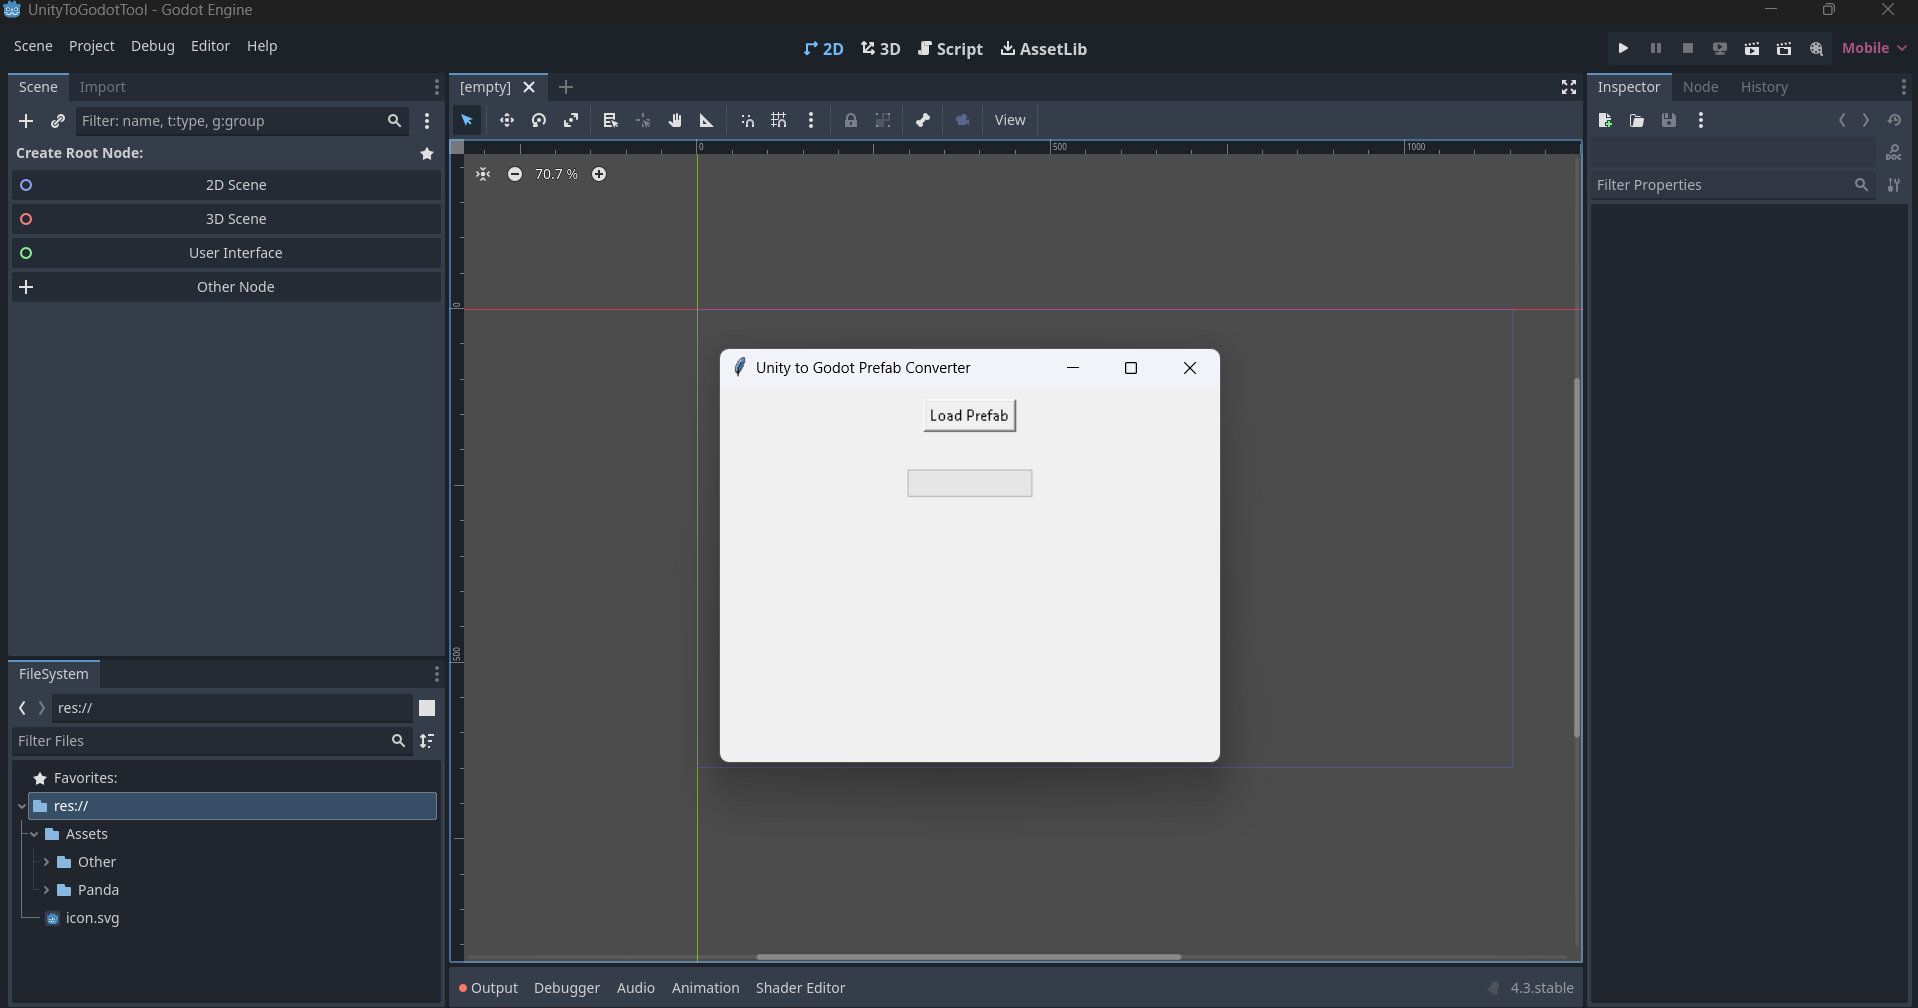 UnityToGodotTool - Godot Engine
Scene Project Debug Editor Help
2D 3D Script AssetLib
Mobile
Scene Import
[empty]
Inspector Node History
Filter: name, t:type, g:group
View
Create Root Node:
2D Scene
3D Scene
User Interface
Other Node
0 500 1000
70.7 %
0
500
DOC
Filter Properties
Unity to Godot Prefab Converter
Load Prefab
FileSystem
res://
Filter Files
Favorites:
res://
Assets
Other
Panda
icon.svg
Output Debugger Audio Animation Shader Editor
4.3.stable